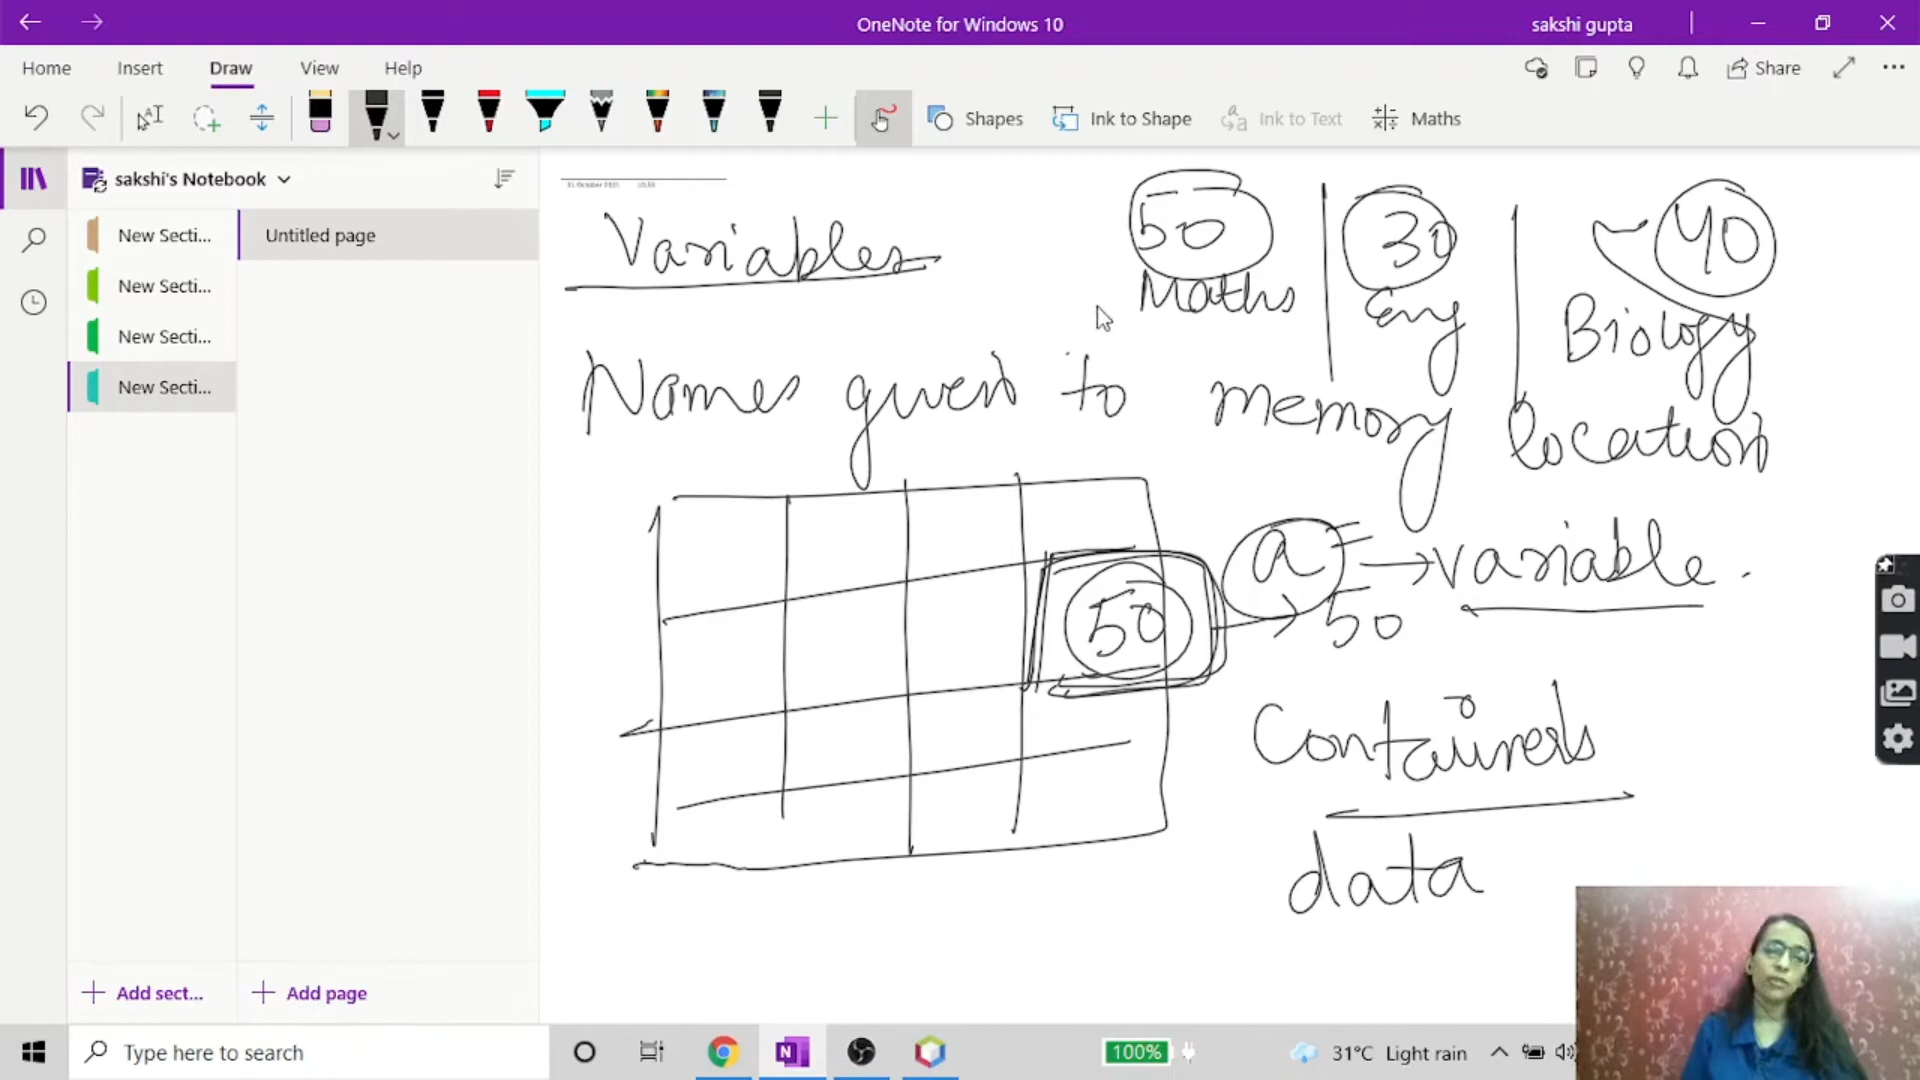 OneNote for Windows 10
sakshi gupta
Home Insert Draw View Help
Share
Shapes Ink to Shape Ink to Text Maths
sakshi's Notebook
New Secti...
New Secti...
New Secti...
New Secti...
Untitled page
Variables
50 30 40
Maths Eng Biology
Names given to memory location
50 a = → variable.
→ 50
Containers
data
Add sect... Add page
Type here to search
100%
31°C Light rain